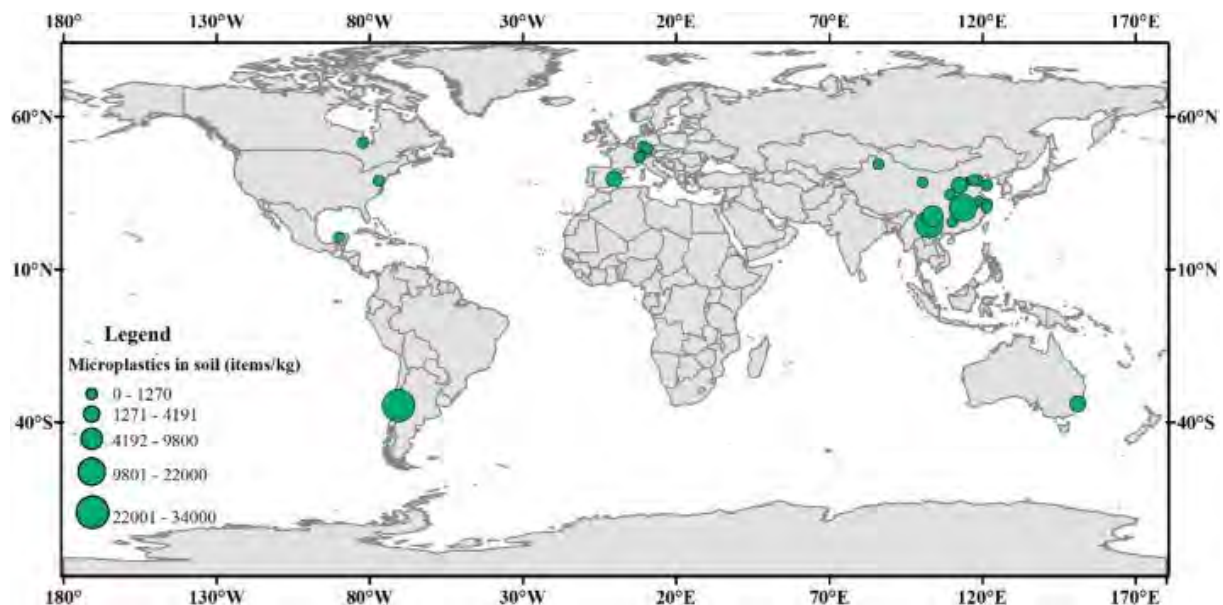 180° 130°W 80°W 30°W 20°E 70°E 120°E 170°E
60°N 60°N
10°N 10°N
Legend
Microplastics in soil (items/kg)
0 - 1270
1271 - 4191
40°S 40°S
4192 - 9800
9801 - 22000
22001 - 34000
180° 130°W 80°W 30°W 20°E 70°E 120°E 170°E